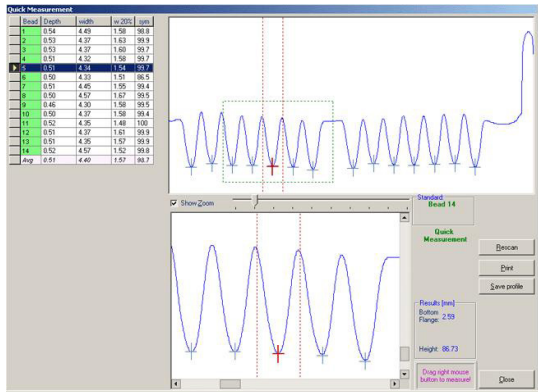 Quick Measurement
Bead Depth width w 20% sym
1 0.54 4.49 1.58 98.8
2 0.53 4.37 1.63 99.9
3 0.53 4.37 1.60 99.7
4 0.51 4.32 1.58 99.7
5 0.51 4.34 1.54 99.7
6 0.50 4.33 1.51 86.5
7 0.51 4.45 1.55 99.4
8 0.50 4.57 1.67 99.5
9 0.46 4.30 1.58 99.5
10 0.50 4.37 1.58 99.4
11 0.52 4.35 1.48 100
12 0.51 4.37 1.61 99.9
13 0.51 4.35 1.57 99.9
14 0.52 4.57 1.52 99.8
Avg 0.51 4.40 1.57 98.7
Show Zoom
Standard:
Bead 14
Quick
Measurement
Rescan
Print
Save profile
Results [mm]
Bottom
Flange: 2.59
Height: 86.73
Drag right mouse
button to measure!
Close